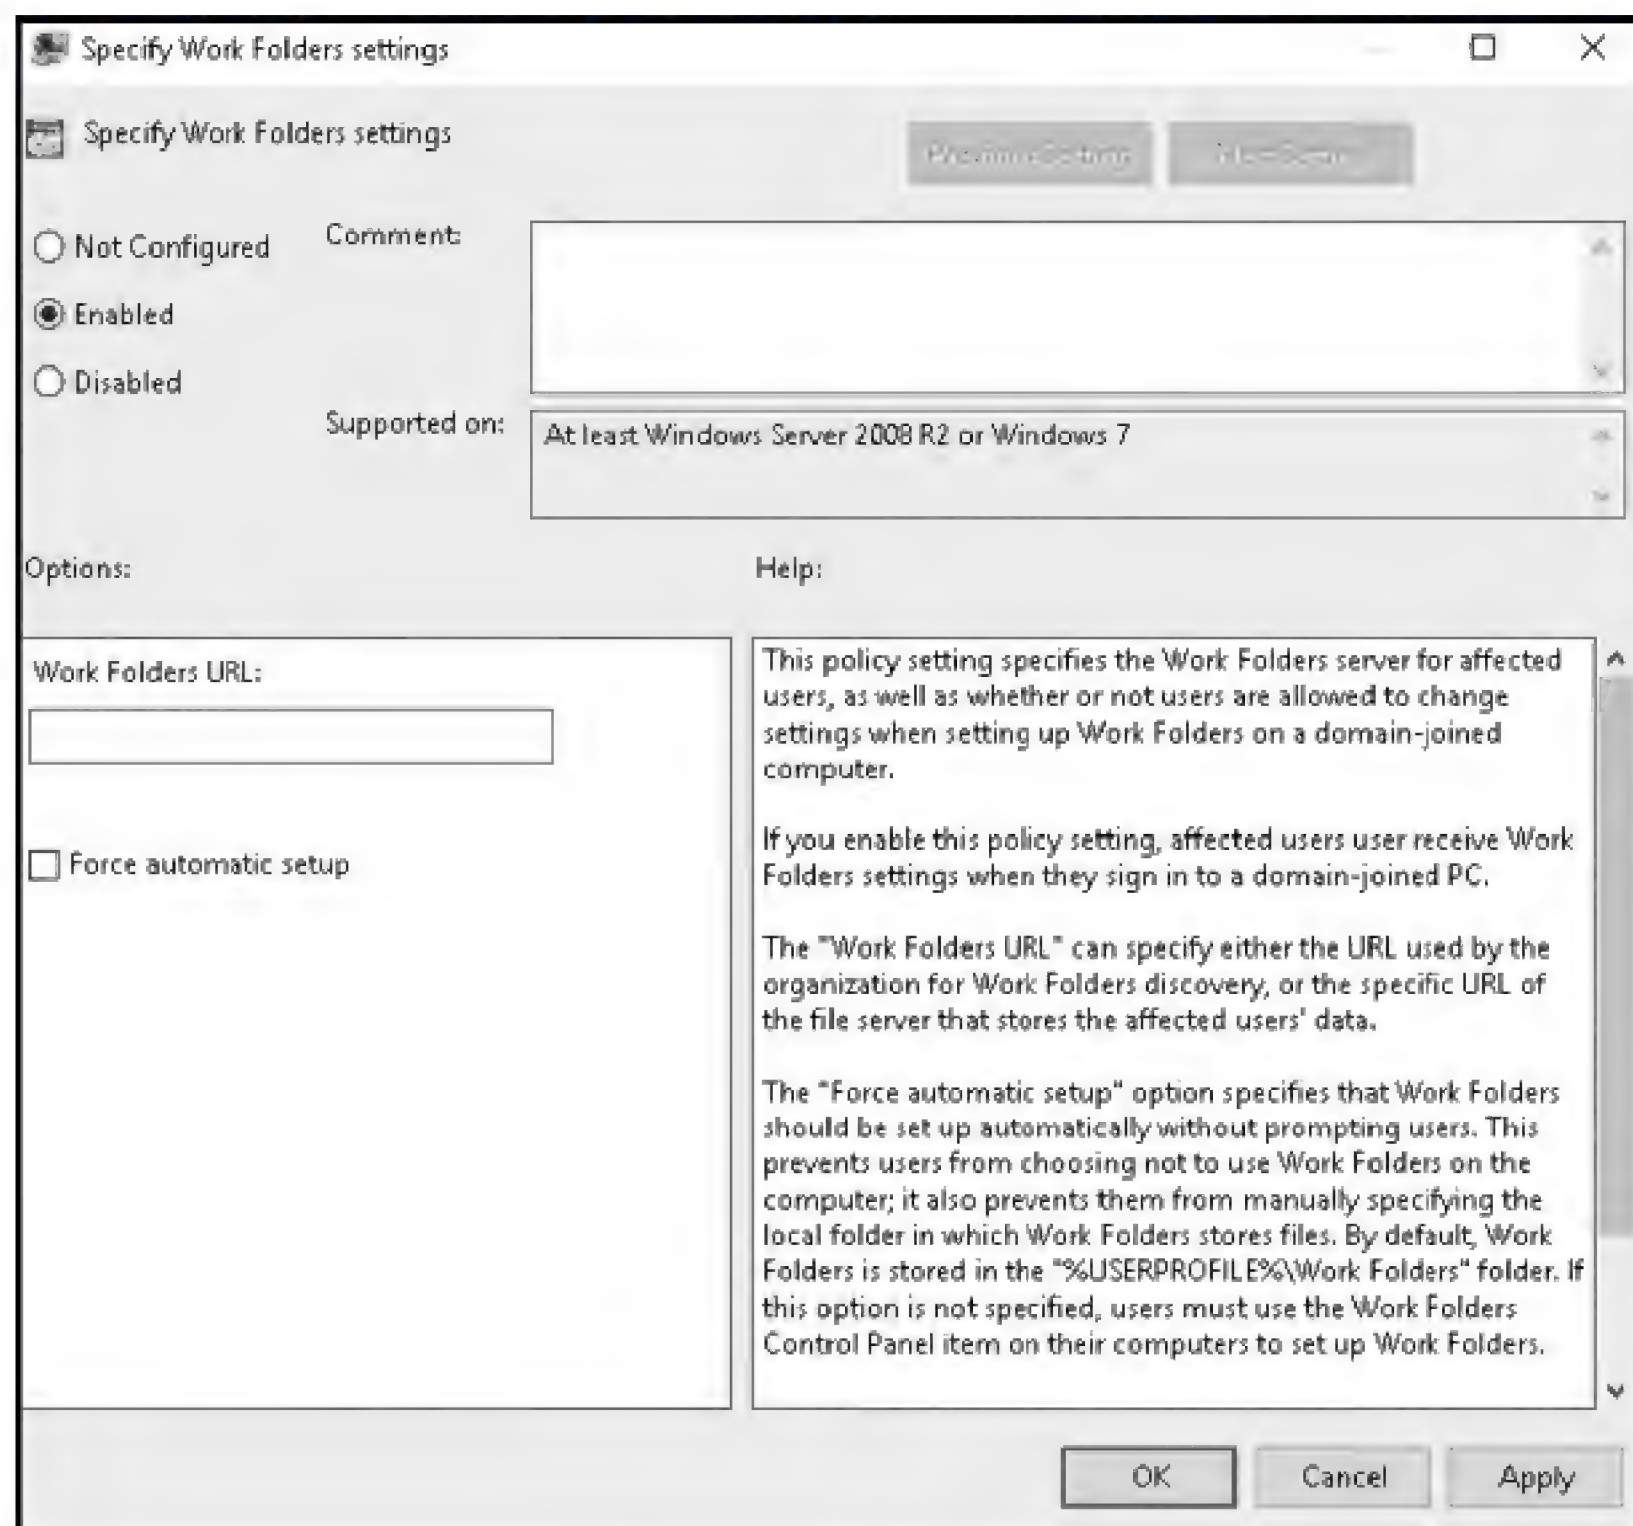 Specify Work Folders settings
Specify Work Folders settings
Previous Setting
Next Setting
Not Configured
Comment:
Enabled
Disabled
Supported on:
At least Windows Server 2008 R2 or Windows 7
Options:
Help:
Work Folders URL:
Force automatic setup
This policy setting specifies the Work Folders server for affected
users, as well as whether or not users are allowed to change
settings when setting up Work Folders on a domain-joined
computer.
If you enable this policy setting, affected users user receive Work
Folders settings when they sign in to a domain-joined PC.
The "Work Folders URL" can specify either the URL used by the
organization for Work Folders discovery, or the specific URL of
the file server that stores the affected users' data.
The "Force automatic setup" option specifies that Work Folders
should be set up automatically without prompting users. This
prevents users from choosing not to use Work Folders on the
computer; it also prevents them from manually specifying the
local folder in which Work Folders stores files. By default, Work
Folders is stored in the "%USERPROFILE%\Work Folders" folder. If
this option is not specified, users must use the Work Folders
Control Panel item on their computers to set up Work Folders.
OK
Cancel
Apply